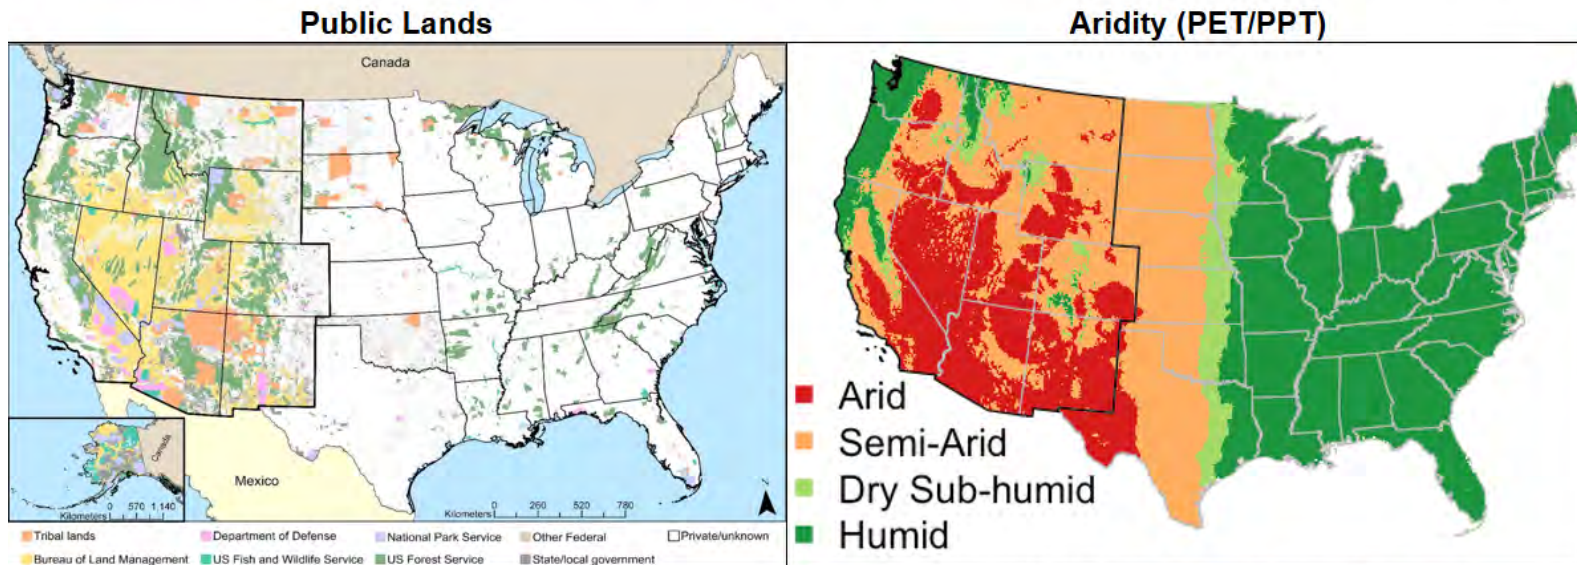 Public Lands
Aridity (PET/PPT)
Canada
Canada
Mexico
Kilometers
0 570 1,140
0 260 520 780
Kilometers
Z
Tribal lands
Department of Defense
National Park Service
Other Federal
Private/unknown
Bureau of Land Management
US Fish and Wildlife Service
US Forest Service
State/local government
Arid
Semi-Arid
Dry Sub-humid
Humid